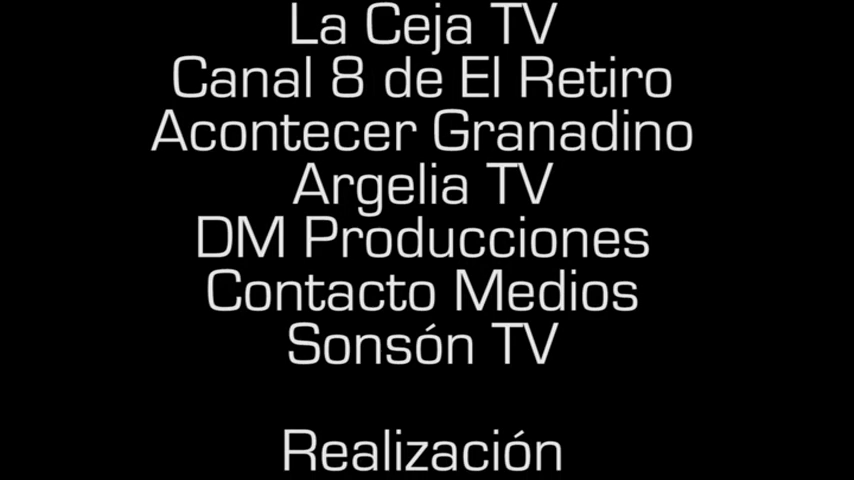 La Ceja TV
Canal 8 de El Retiro
Acontecer Granadino
Argelia TV
DM Producciones
Contacto Medios
Sonsón TV
Realización